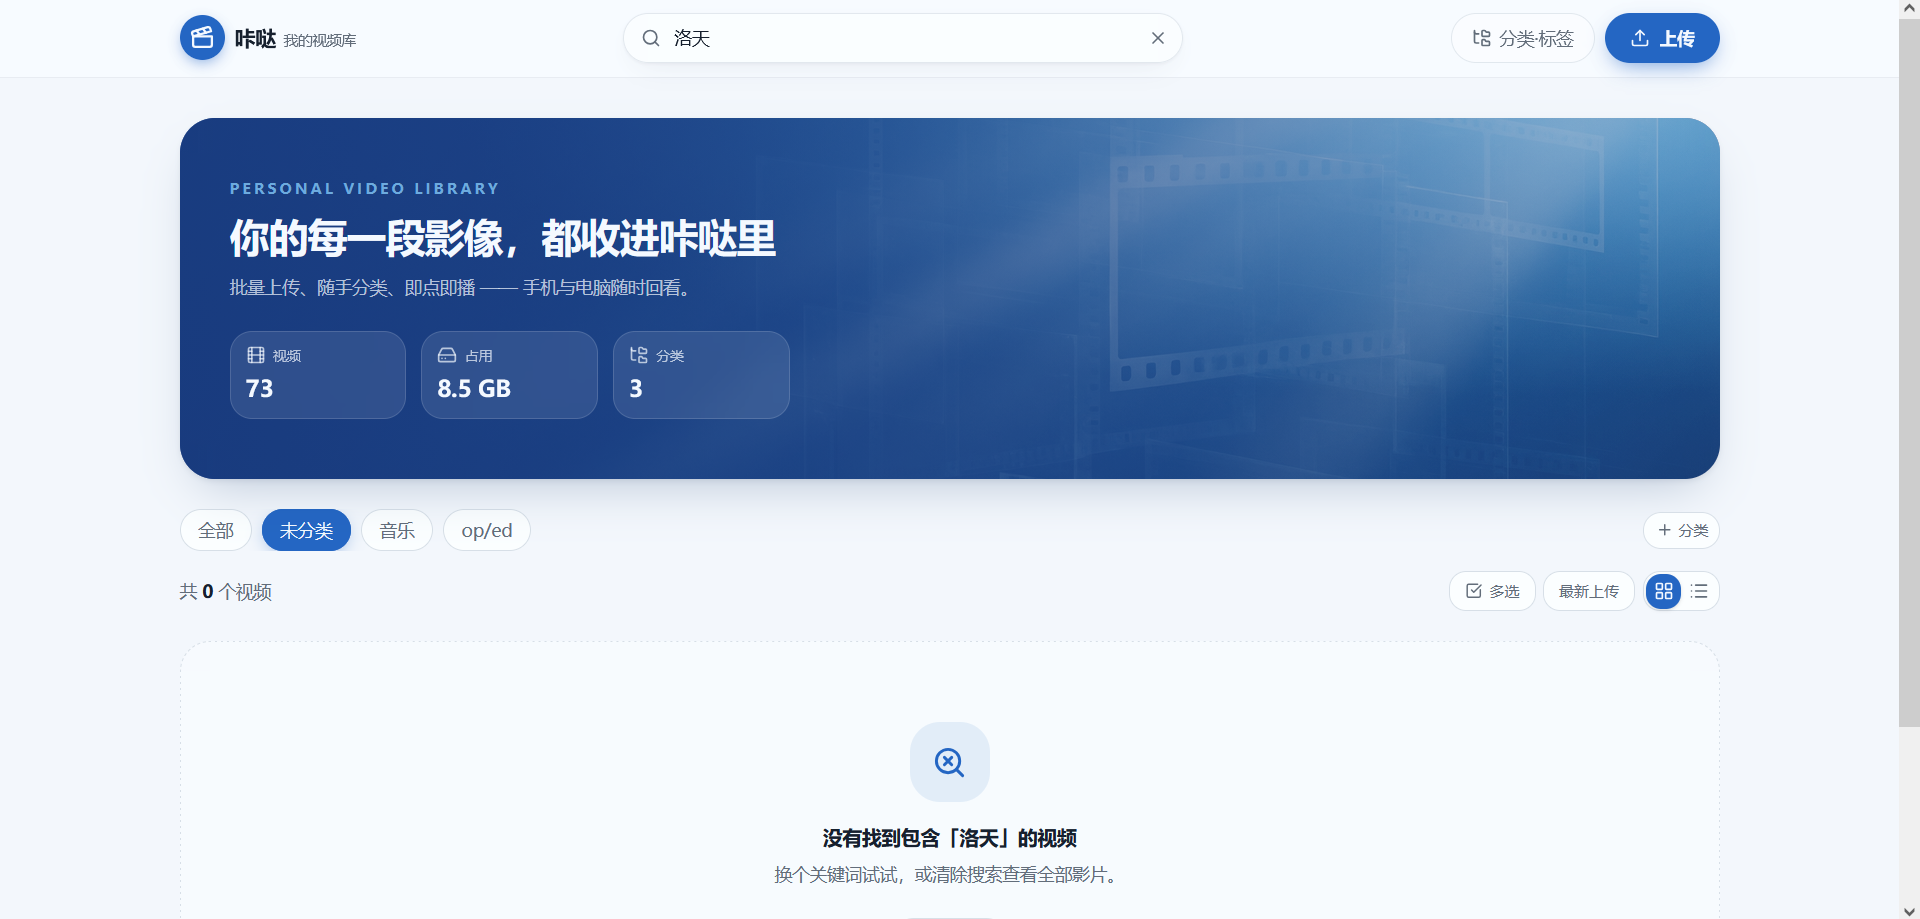 咔哒 我的视频库
洛天
分类·标签
上传
PERSONAL VIDEO LIBRARY
你的每一段影像，都收进咔哒里
批量上传、随手分类、即点即播 —— 手机与电脑随时回看。
视频
73
占用
8.5 GB
分类
3
全部
未分类
音乐
op/ed
分类
共 0 个视频
多选
最新上传
没有找到包含「洛天」的视频
换个关键词试试，或清除搜索查看全部影片。